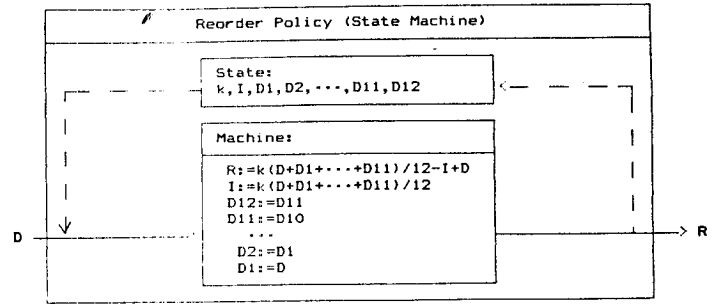 Reorder Policy (State Machine)
State:
k,I,D1,D2,···,D11,D12
Machine:
R:=k(D+D1+···+D11)/12-I+D
I:=k(D+D1+···+D11)/12
D12:=D11
D11:=D10
···
D2:=D1
D1:=D
D
R